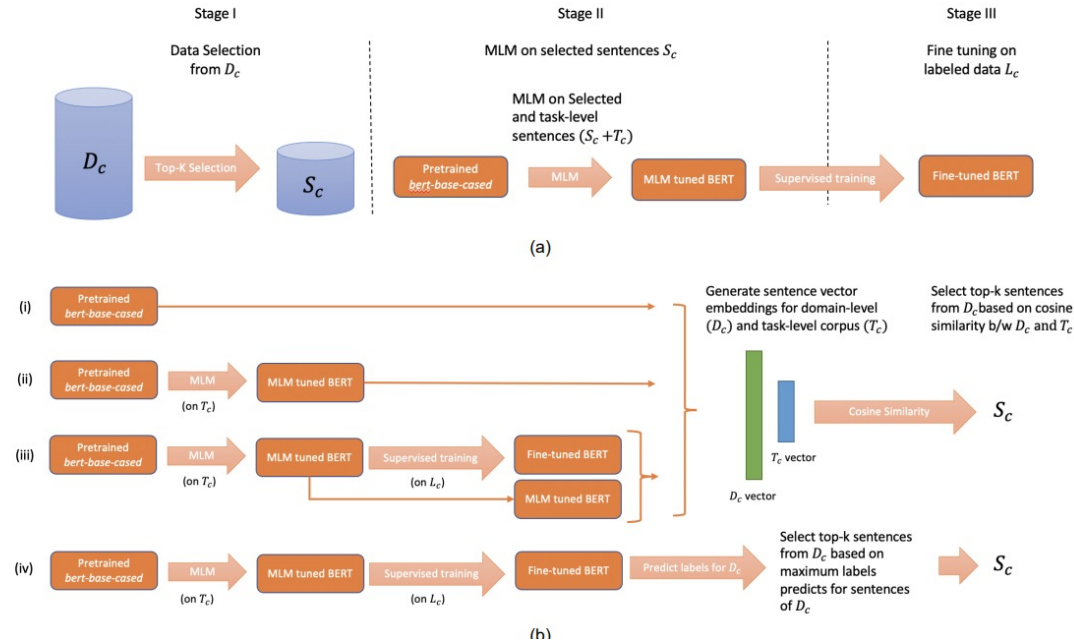 Stage I
Stage II
Stage III
Data Selection
from D_c
MLM on selected sentences S_c
Fine tuning on
labeled data L_c
MLM on Selected
and task-level
sentences (S_c +T_c)
D_c
Top-K Selection
S_c
Pretrained
bert-base-cased
MLM
MLM tuned BERT
Supervised training
Fine-tuned BERT
(a)
(i)
Pretrained
bert-base-cased
Generate sentence vector
embeddings for domain-level
(D_c) and task-level corpus (T_c)
Select top-k sentences
from D_c based on cosine
similarity b/w D_c and T_c
(ii)
Pretrained
bert-base-cased
MLM
(on T_c)
MLM tuned BERT
Cosine Similarity
S_c
(iii)
Pretrained
bert-base-cased
MLM
(on T_c)
MLM tuned BERT
Supervised training
(on L_c)
Fine-tuned BERT
MLM tuned BERT
T_c vector
D_c vector
(iv)
Pretrained
bert-base-cased
MLM
(on T_c)
MLM tuned BERT
Supervised training
(on L_c)
Fine-tuned BERT
Predict labels for D_c
Select top-k sentences
from D_c based on
maximum labels
predicts for sentences
of D_c
S_c
(b)